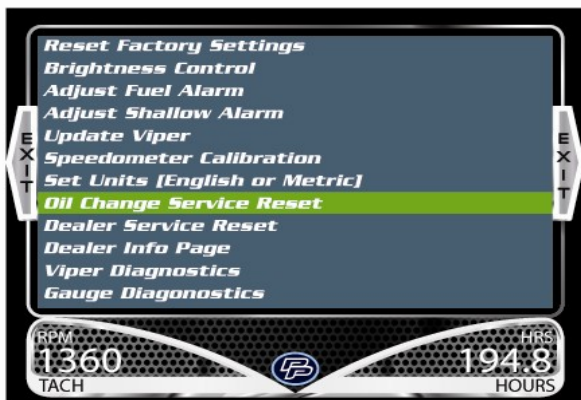 Reset Factory Settings
Brightness Control
Adjust Fuel Alarm
Adjust Shallow Alarm
Update Viper
Speedometer Calibration
Set Units [English or Metric]
Oil Change Service Reset
Dealer Service Reset
Dealer Info Page
Viper Diagnostics
Gauge Diagonostics
EXIT
EXIT
RPM
1360
TACH
HRS
194.8
HOURS